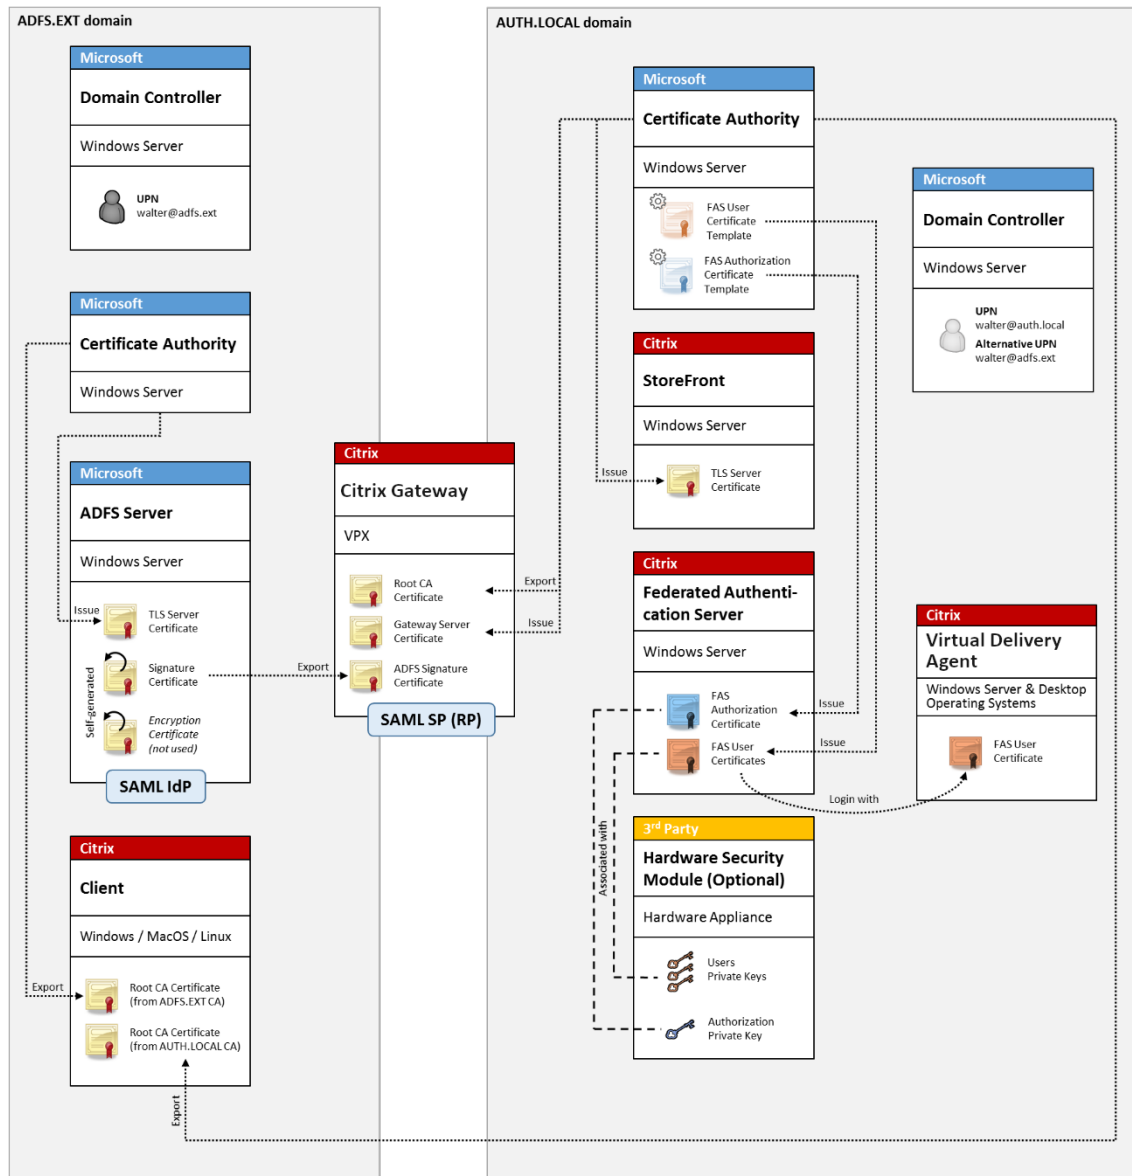 ADFS.EXT domain
Microsoft
Domain Controller
Windows Server
UPN
walter@adfs.ext
Microsoft
Certificate Authority
Windows Server
Microsoft
ADFS Server
Windows Server
Issue
TLS Server
Certificate
Self-generated
Signature
Certificate
Encryption
Certificate
(not used)
SAML IdP
Export
Citrix
Client
Windows / MacOS / Linux
Export
Root CA Certificate
(from ADFS.EXT CA)
Root CA Certificate
(from AUTH.LOCAL CA)
Export
Citrix
Citrix Gateway
VPX
Root CA
Certificate
Export
Gateway Server
Certificate
Issue
ADFS Signature
Certificate
SAML SP (RP)
AUTH.LOCAL domain
Microsoft
Certificate Authority
Windows Server
FAS User
Certificate
Template
FAS Authorization
Certificate
Template
Citrix
StoreFront
Windows Server
Issue
TLS Server
Certificate
Citrix
Federated Authenti-
cation Server
Windows Server
FAS
Authorization
Certificate
Issue
FAS User
Certificates
Issue
Login with
Associated with
3rd Party
Hardware Security
Module (Optional)
Hardware Appliance
Users
Private Keys
Authorization
Private Key
Microsoft
Domain Controller
Windows Server
UPN
walter@auth.local
Alternative UPN
walter@adfs.ext
Citrix
Virtual Delivery
Agent
Windows Server & Desktop
Operating Systems
FAS User
Certificate